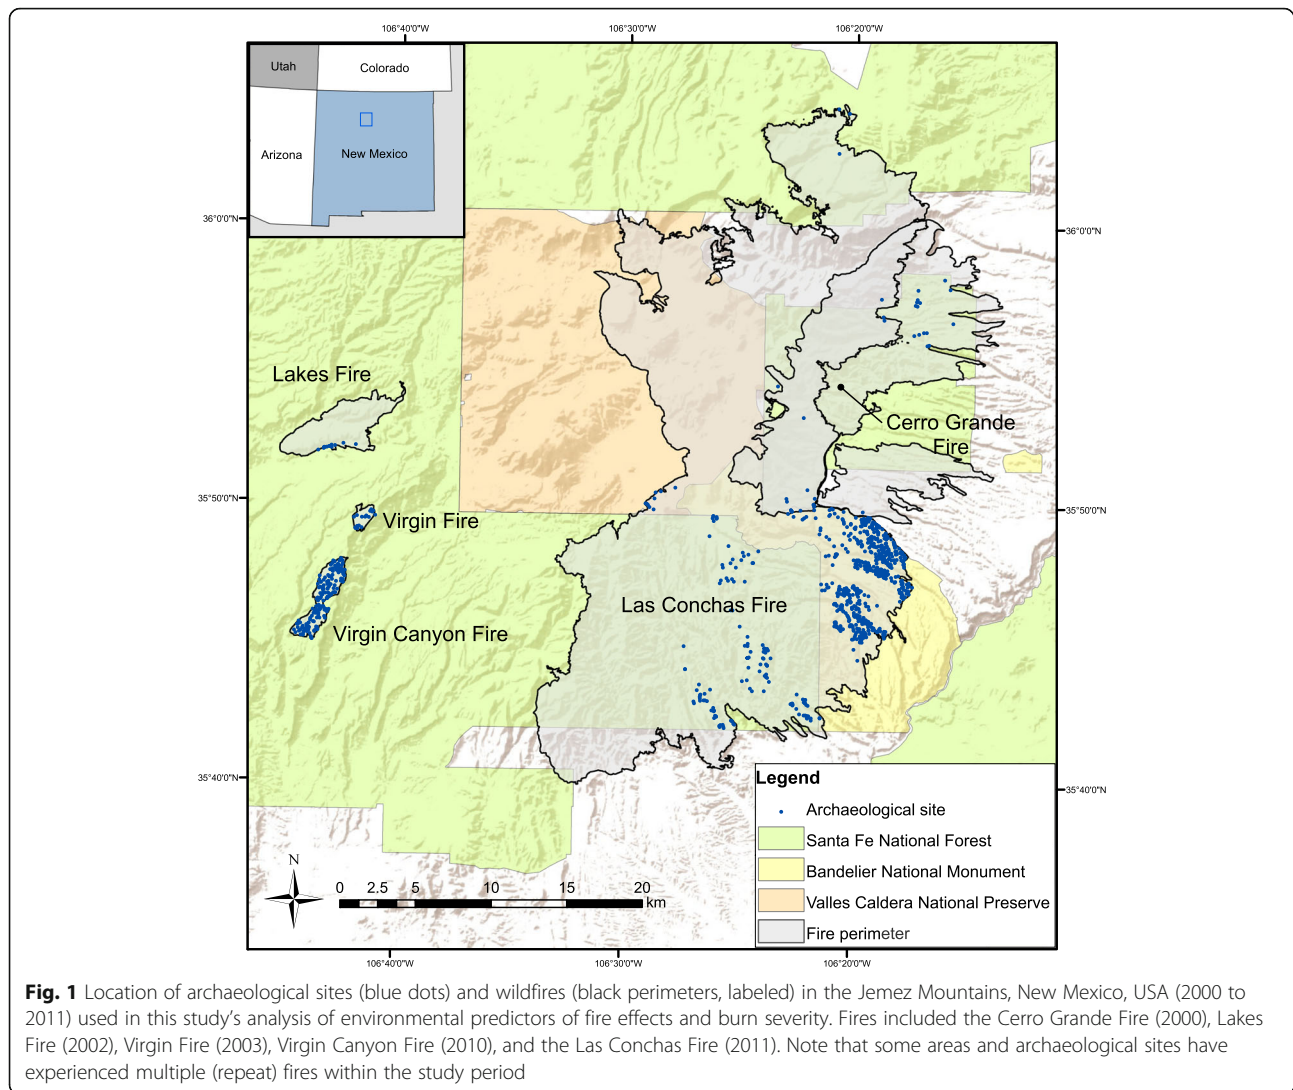 106°40'0"W
106°30'0"W
106°20'0"W
Utah
Colorado
Arizona
New Mexico
36°0'0"N
36°0'0"N
Lakes Fire
Cerro Grande
Fire
35°50'0"N
35°50'0"N
Virgin Fire
Las Conchas Fire
Virgin Canyon Fire
35°40'0"N
35°40'0"N
Legend
Archaeological site
Santa Fe National Forest
Bandelier National Monument
Valles Caldera National Preserve
Fire perimeter
N
0 2.5 5 10 15 20
km
106°40'0"W
106°30'0"W
106°20'0"W
Fig. 1 Location of archaeological sites (blue dots) and wildfires (black perimeters, labeled) in the Jemez Mountains, New Mexico, USA (2000 to
2011) used in this study's analysis of environmental predictors of fire effects and burn severity. Fires included the Cerro Grande Fire (2000), Lakes
Fire (2002), Virgin Fire (2003), Virgin Canyon Fire (2010), and the Las Conchas Fire (2011). Note that some areas and archaeological sites have
experienced multiple (repeat) fires within the study period